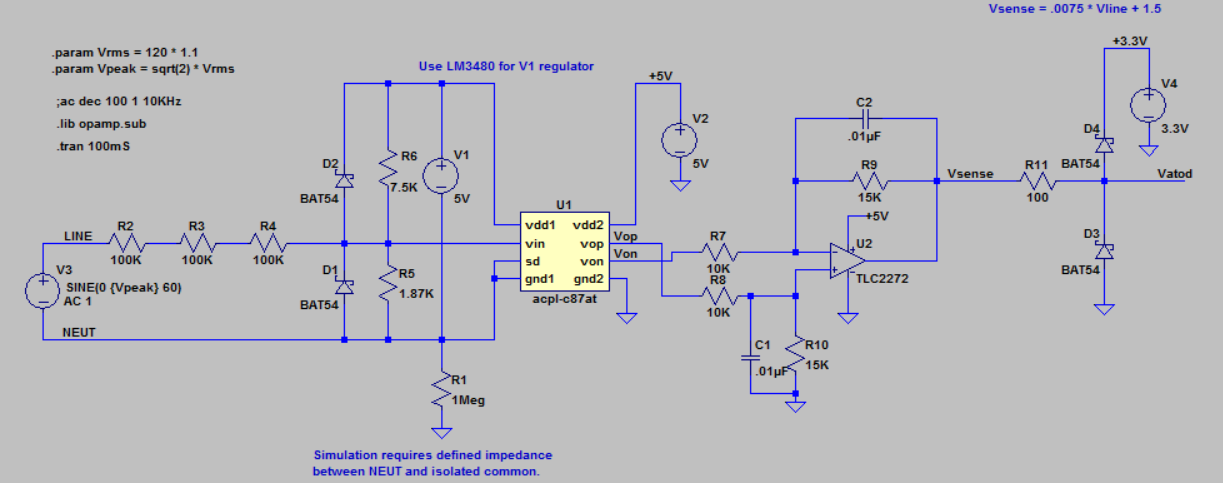 Vsense = .0075 * Vline + 1.5
.param Vrms = 120 * 1.1
.param Vpeak = sqrt(2) * Vrms
;ac dec 100 1 10KHz
.lib opamp.sub
.tran 100mS
Use LM3480 for V1 regulator
+5V
+3.3V
V4
3.3V
V2
5V
C2
.01µF
D4
BAT54
D2
BAT54
R6
7.5K
V1
5V
R9
15K
Vsense
R11
100
Vatod
U1
vdd1
vdd2
vin
vop
sd
von
gnd1
gnd2
acpl-c87at
Vop
Von
LINE
R2
100K
R3
100K
R4
100K
R7
10K
R8
10K
+5V
U2
TLC2272
D3
BAT54
V3
SINE(0 {Vpeak} 60)
AC 1
D1
BAT54
R5
1.87K
NEUT
C1
.01µF
R10
15K
R1
1Meg
Simulation requires defined impedance
between NEUT and isolated common.